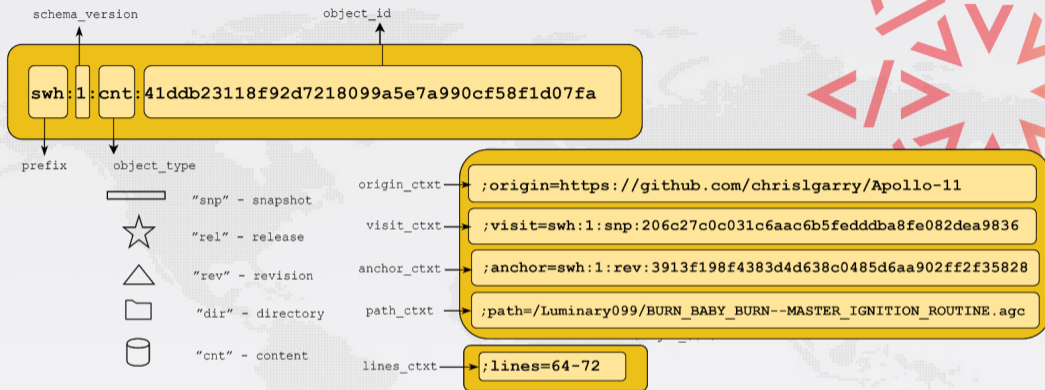 schema_version
object_id
swh:1:cnt:41ddb23118f92d7218099a5e7a990cf58f1d07fa
prefix
object_type
"snp" - snapshot
"rel" - release
"rev" - revision
"dir" - directory
"cnt" - content
origin_ctxt
;origin=https://github.com/chrislgarry/Apollo-11
visit_ctxt
;visit=swh:1:snp:206c27c0c031c6aac6b5fedddba8fe082dea9836
anchor_ctxt
;anchor=swh:1:rev:3913f198f4383d4d638c0485d6aa902ff2f35828
path_ctxt
;path=/Luminary099/BURN_BABY_BURN--MASTER_IGNITION_ROUTINE.agc
lines_ctxt
;lines=64-72